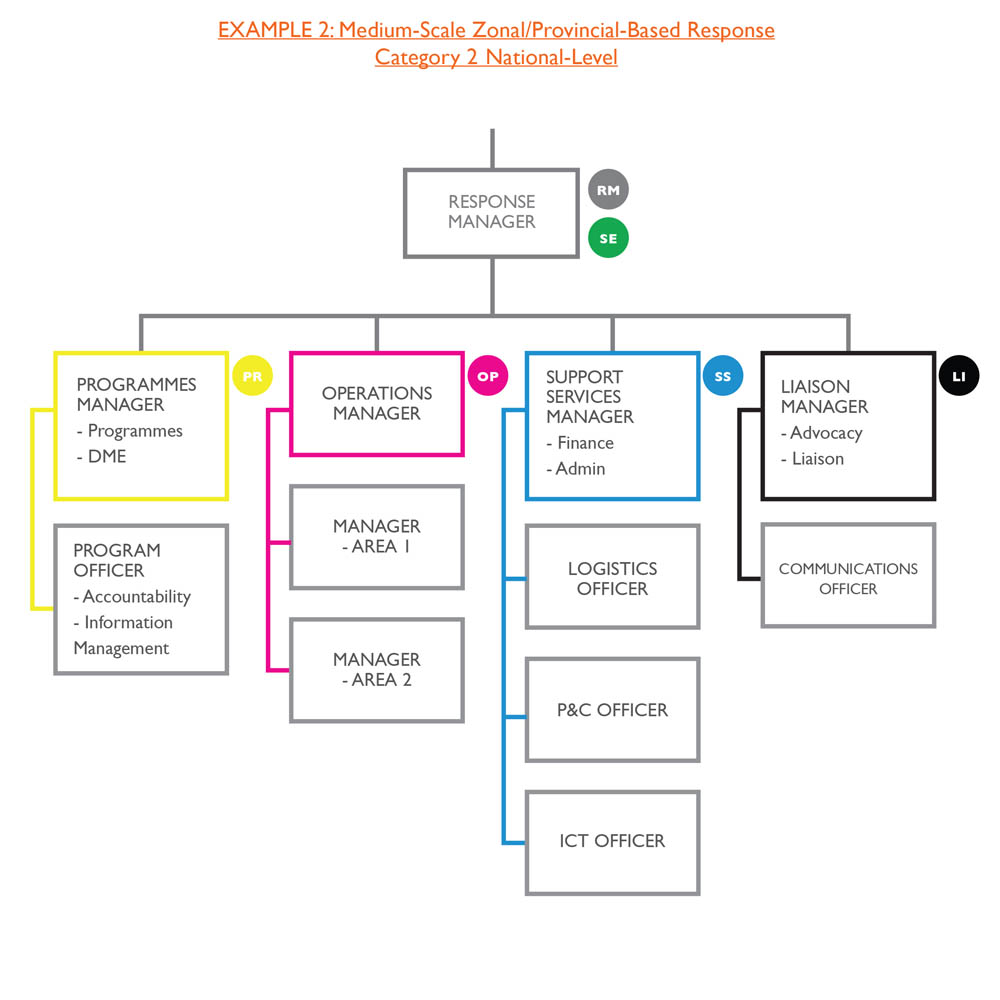 EXAMPLE 2: Medium-Scale Zonal/Provincial-Based Response
Category 2 National-Level
RESPONSE
MANAGER
RM
SE
PROGRAMMES
MANAGER
- Programmes
- DME
PR
OPERATIONS
MANAGER
OP
SUPPORT
SERVICES
MANAGER
- Finance
- Admin
SS
LIAISON
MANAGER
- Advocacy
- Liaison
LI
PROGRAM
OFFICER
- Accountability
- Information
Management
MANAGER
- AREA 1
MANAGER
- AREA 2
LOGISTICS
OFFICER
P&C OFFICER
ICT OFFICER
COMMUNICATIONS
OFFICER